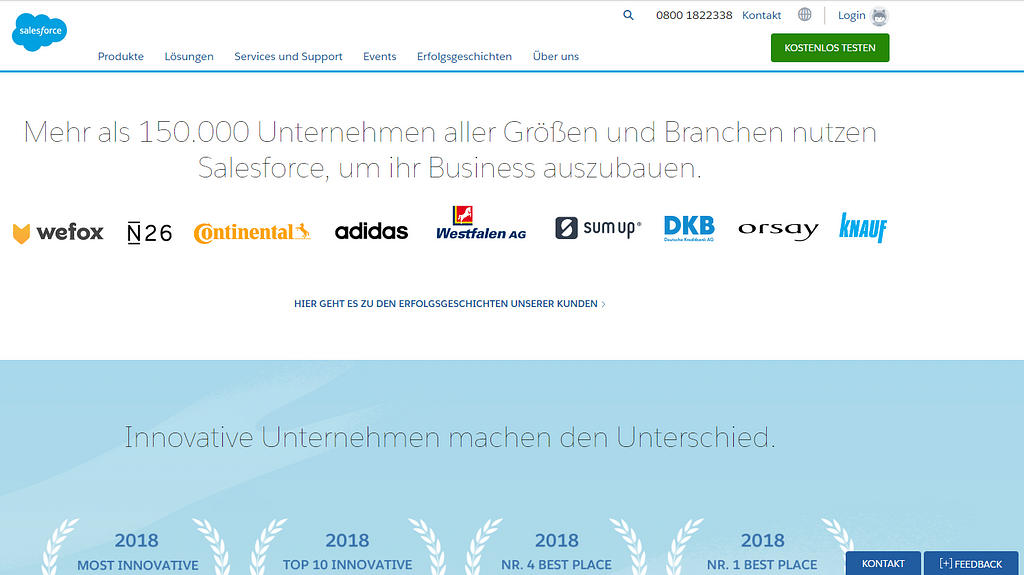 salesforce
0800 1822338 Kontakt Login
KOSTENLOS TESTEN
Produkte Lösungen Services und Support Events Erfolgsgeschichten Über uns
Mehr als 150.000 Unternehmen aller Größen und Branchen nutzen
Salesforce, um ihr Business auszubauen.
wefox N26 Continental adidas Westfalen AG sumup® DKB Deutsche Kreditbank AG orsay KNAUF
HIER GEHT ES ZU DEN ERFOLGSGESCHICHTEN UNSERER KUNDEN >
Innovative Unternehmen machen den Unterschied.
2018 2018 2018 2018
MOST INNOVATIVE TOP 10 INNOVATIVE NR. 4 BEST PLACE NR. 1 BEST PLACE
KONTAKT [+] FEEDBACK